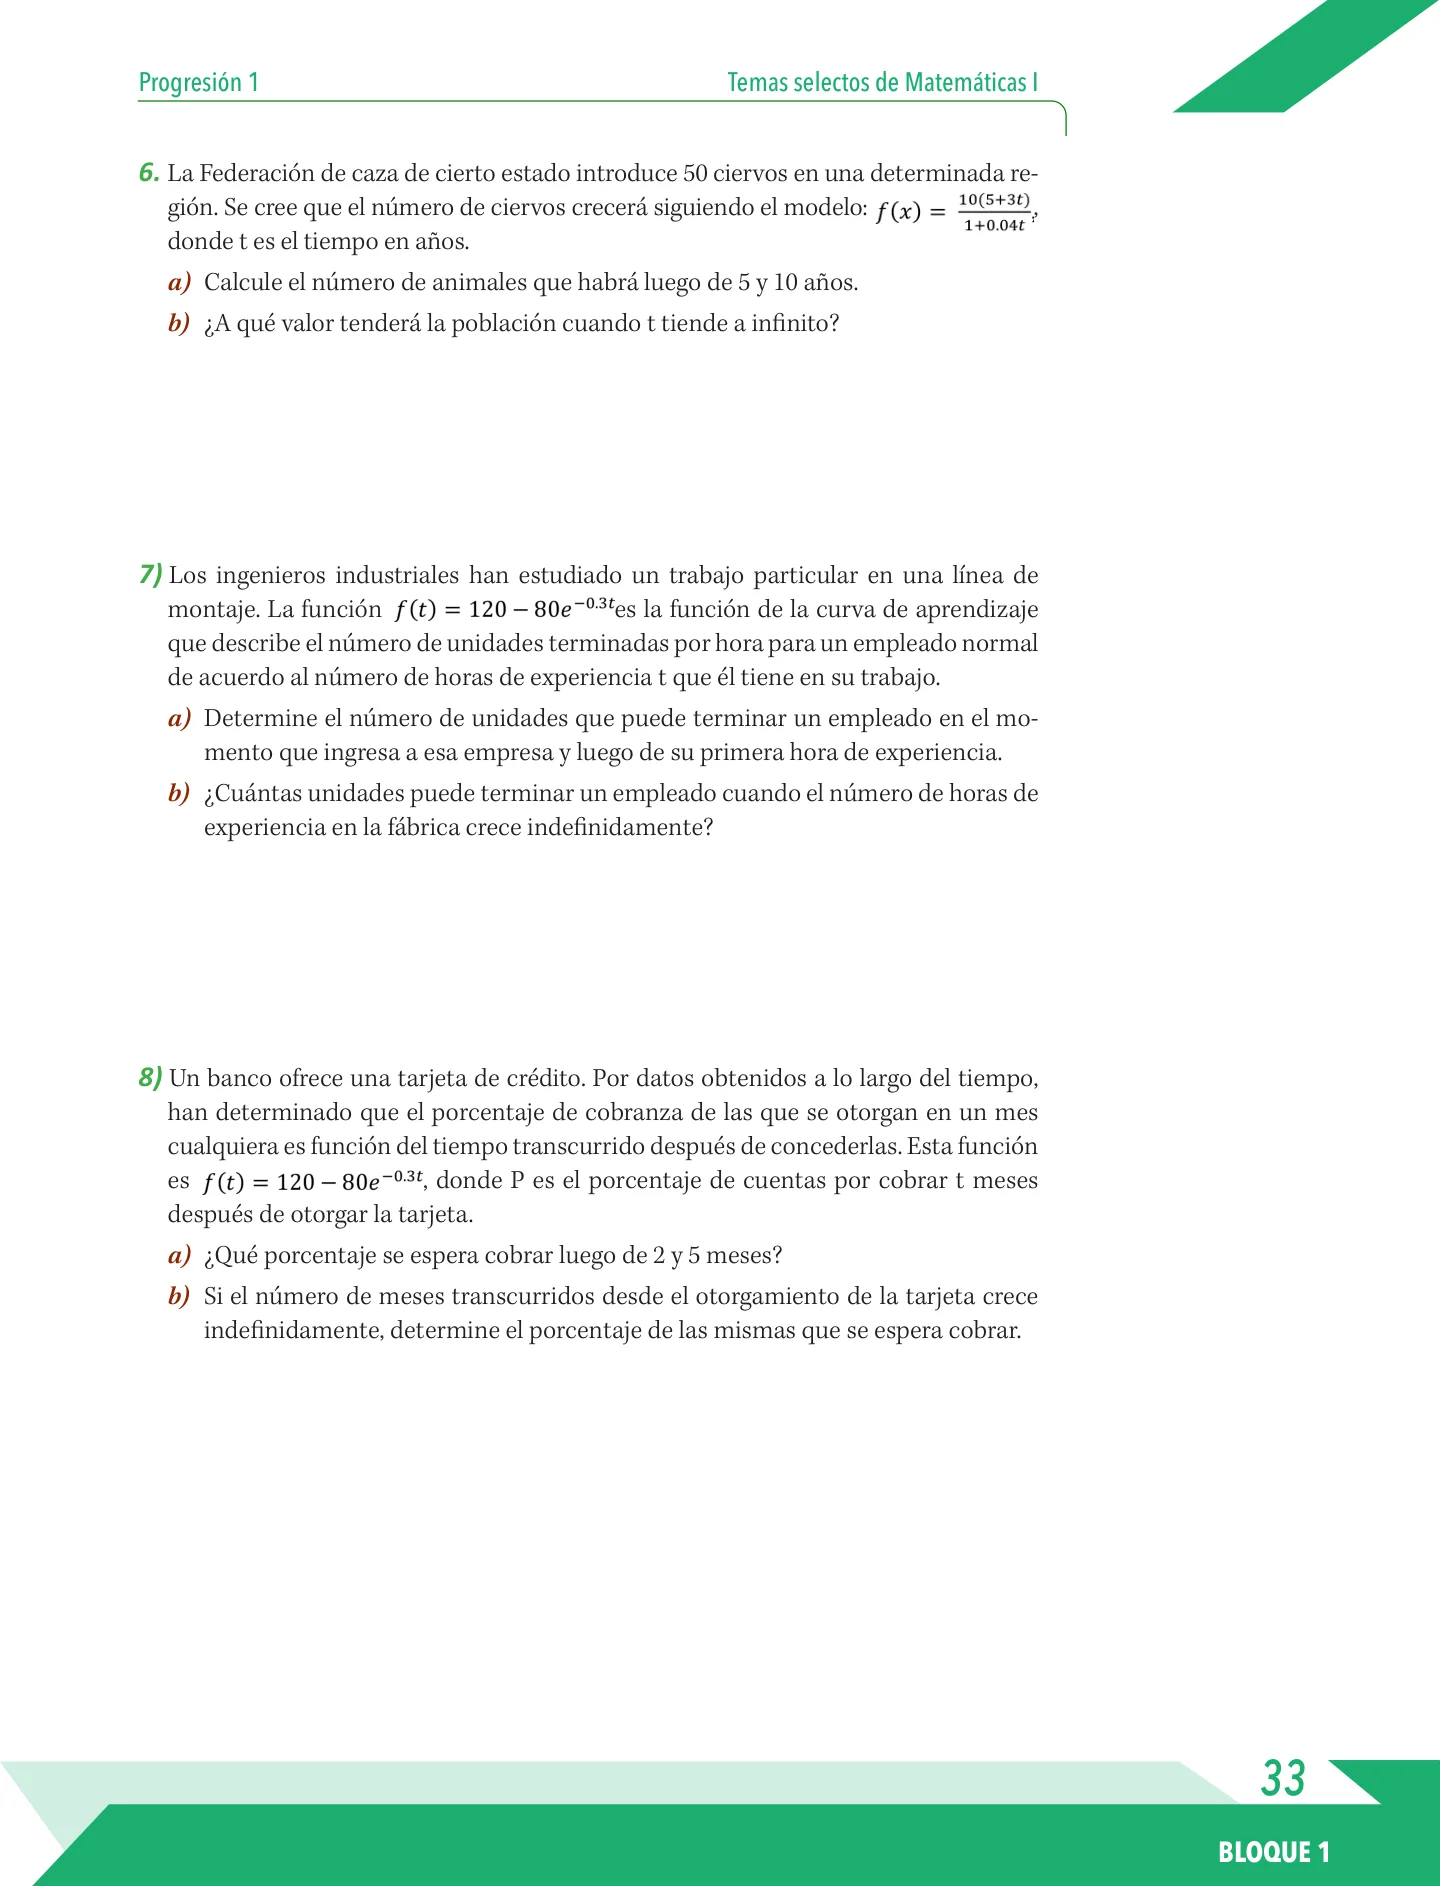 Progresión 1
Temas selectos de Matemáticas I
6. La Federación de caza de cierto estado introduce 50 ciervos en una determinada re-
gión. Se cree que el número de ciervos crecerá siguiendo el modelo: f(x) = 10(5+3t)/1+0.04t,
donde t es el tiempo en años.
a) Calcule el número de animales que habrá luego de 5 y 10 años.
b) ¿A qué valor tenderá la población cuando t tiende a infinito?
7) Los ingenieros industriales han estudiado un trabajo particular en una línea de
montaje. La función f(t) = 120 − 80e^−0.3t es la función de la curva de aprendizaje
que describe el número de unidades terminadas por hora para un empleado normal
de acuerdo al número de horas de experiencia t que él tiene en su trabajo.
a) Determine el número de unidades que puede terminar un empleado en el mo-
mento que ingresa a esa empresa y luego de su primera hora de experiencia.
b) ¿Cuántas unidades puede terminar un empleado cuando el número de horas de
experiencia en la fábrica crece indefinidamente?
8) Un banco ofrece una tarjeta de crédito. Por datos obtenidos a lo largo del tiempo,
han determinado que el porcentaje de cobranza de las que se otorgan en un mes
cualquiera es función del tiempo transcurrido después de concederlas. Esta función
es f(t) = 120 − 80e^−0.3t, donde P es el porcentaje de cuentas por cobrar t meses
después de otorgar la tarjeta.
a) ¿Qué porcentaje se espera cobrar luego de 2 y 5 meses?
b) Si el número de meses transcurridos desde el otorgamiento de la tarjeta crece
indefinidamente, determine el porcentaje de las mismas que se espera cobrar.
33
BLOQUE 1